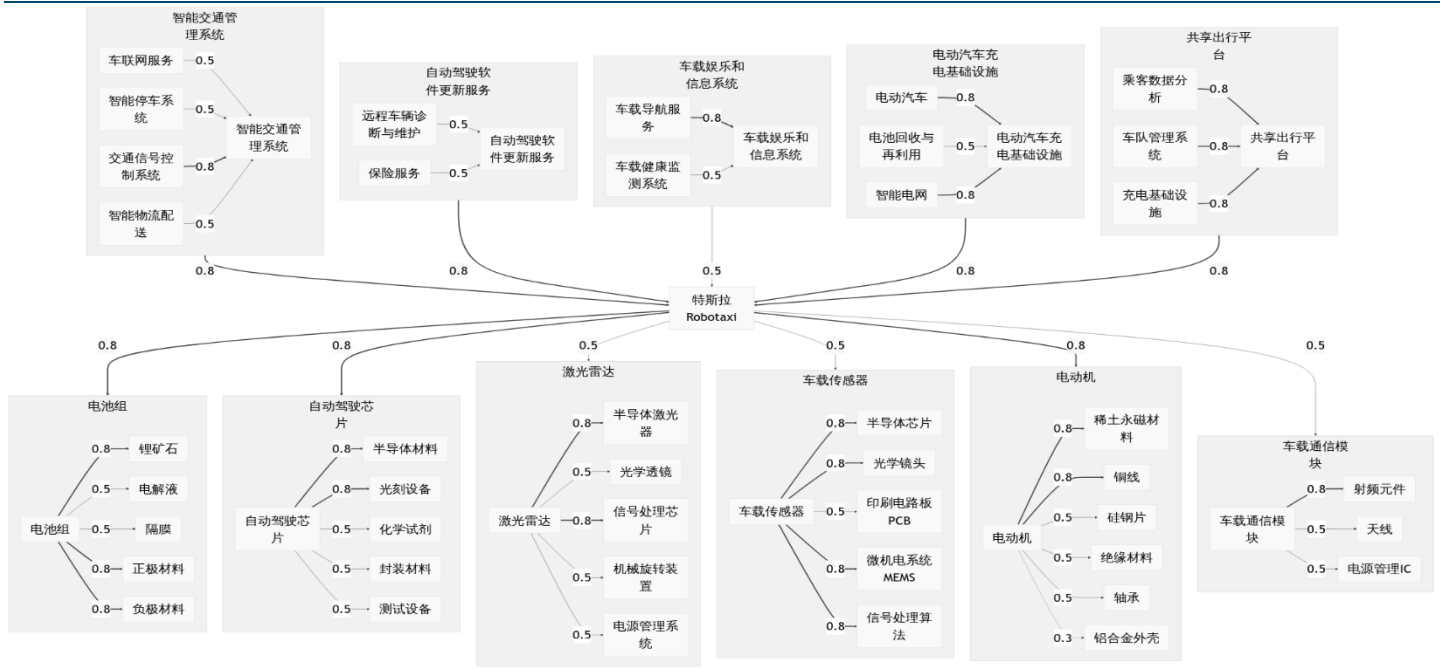 智能交通管
理系统
车联网服务
0.5
智能停车系
统
0.5
交通信号控
制系统
0.8
智能物流配
送
0.5
智能交通管
理系统
自动驾驶软
件更新服务
远程车辆诊
断与维护
0.5
保险服务
0.5
自动驾驶软
件更新服务
车载娱乐和
信息系统
车载导航服
务
0.8
车载健康监
测系统
0.5
车载娱乐和
信息系统
电动汽车充
电基础设施
电动汽车
0.8
电池回收与
再利用
0.5
智能电网
0.8
电动汽车充
电基础设施
共享出行平
台
乘客数据分
析
0.8
车队管理系
统
0.8
充电基础设
施
0.8
共享出行平
台
0.8
0.8
0.5
0.8
0.8
特斯拉
Robotaxi
0.8
0.8
0.5
0.5
0.8
0.5
电池组
电池组
0.8
锂矿石
0.5
电解液
0.5
隔膜
0.8
正极材料
0.8
负极材料
自动驾驶芯
片
自动驾驶芯
片
0.8
半导体材料
0.8
光刻设备
0.5
化学试剂
0.5
封装材料
0.5
测试设备
激光雷达
激光雷达
0.8
半导体激光
器
0.5
光学透镜
0.8
信号处理芯
片
0.5
机械旋转装
置
0.5
电源管理系
统
车载传感器
车载传感器
0.8
半导体芯片
0.8
光学镜头
0.5
印刷电路板
PCB
0.8
微机电系统
MEMS
0.8
信号处理算
法
电动机
电动机
0.8
稀土永磁材
料
0.8
铜线
0.5
硅钢片
0.5
绝缘材料
0.5
轴承
0.3
铝合金外壳
车载通信模
块
车载通信模
块
0.8
射频元件
0.5
天线
0.5
电源管理IC